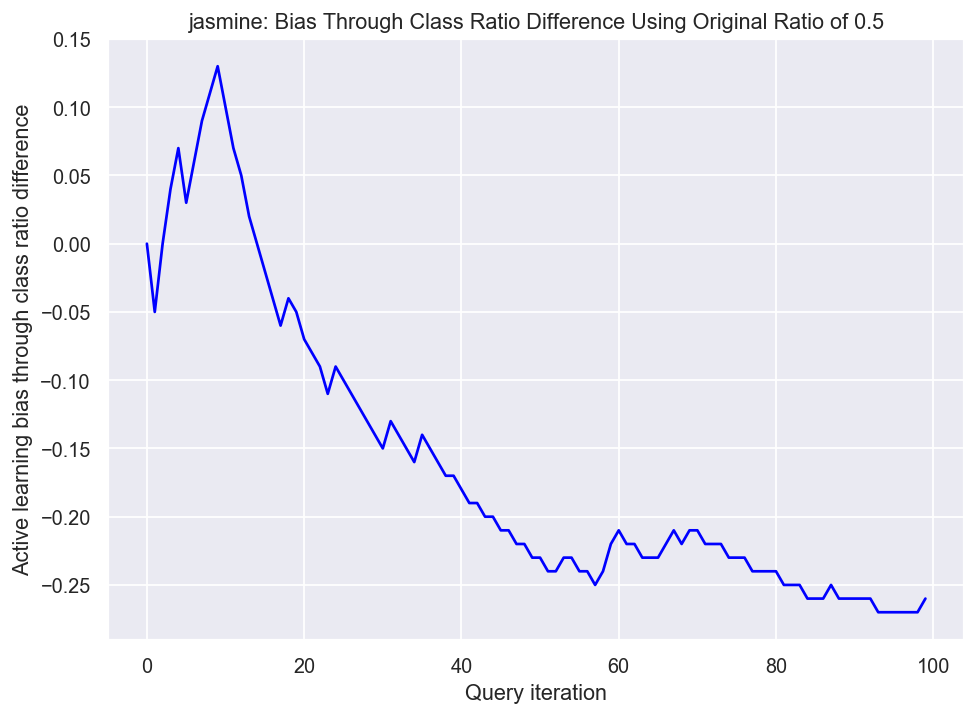 jasmine: Bias Through Class Ratio Difference Using Original Ratio of 0.5
Active learning bias through class ratio difference
0.15
0.10
0.05
0.00
−0.05
−0.10
−0.15
−0.20
−0.25
0 20 40 60 80 100
Query iteration